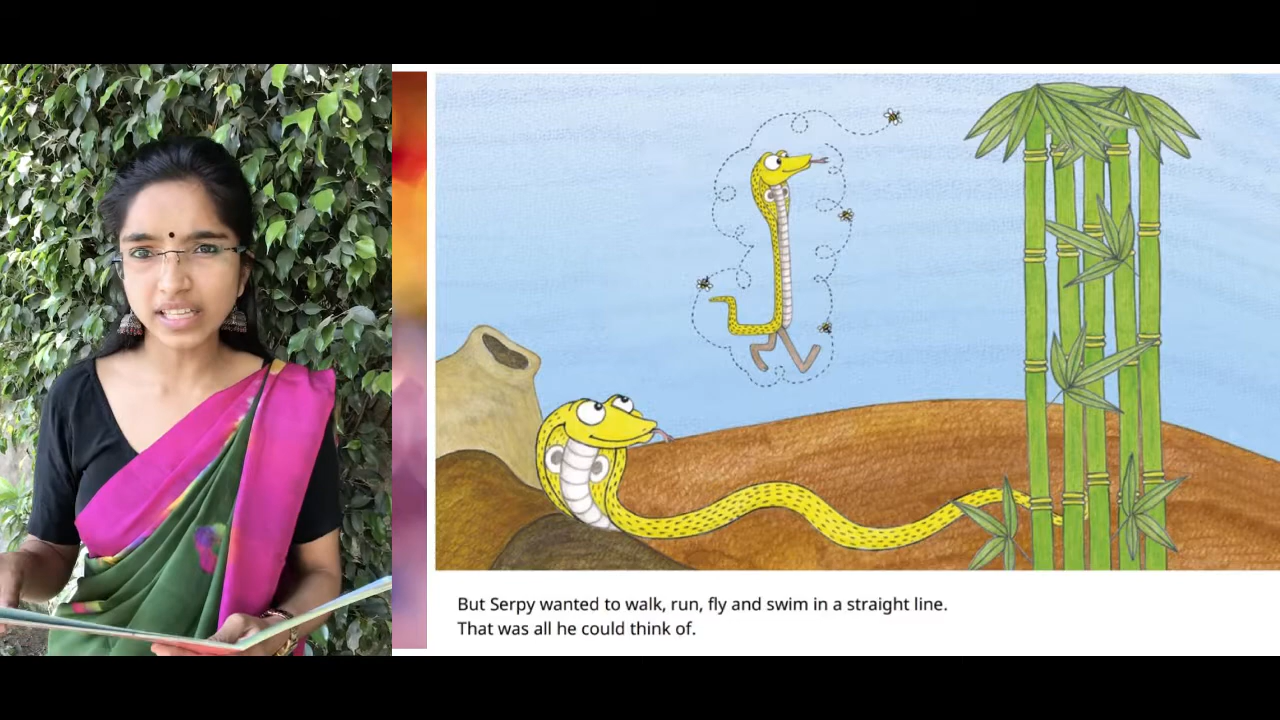 But Serpy wanted to walk, run, fly and swim in a straight line.
That was all he could think of.